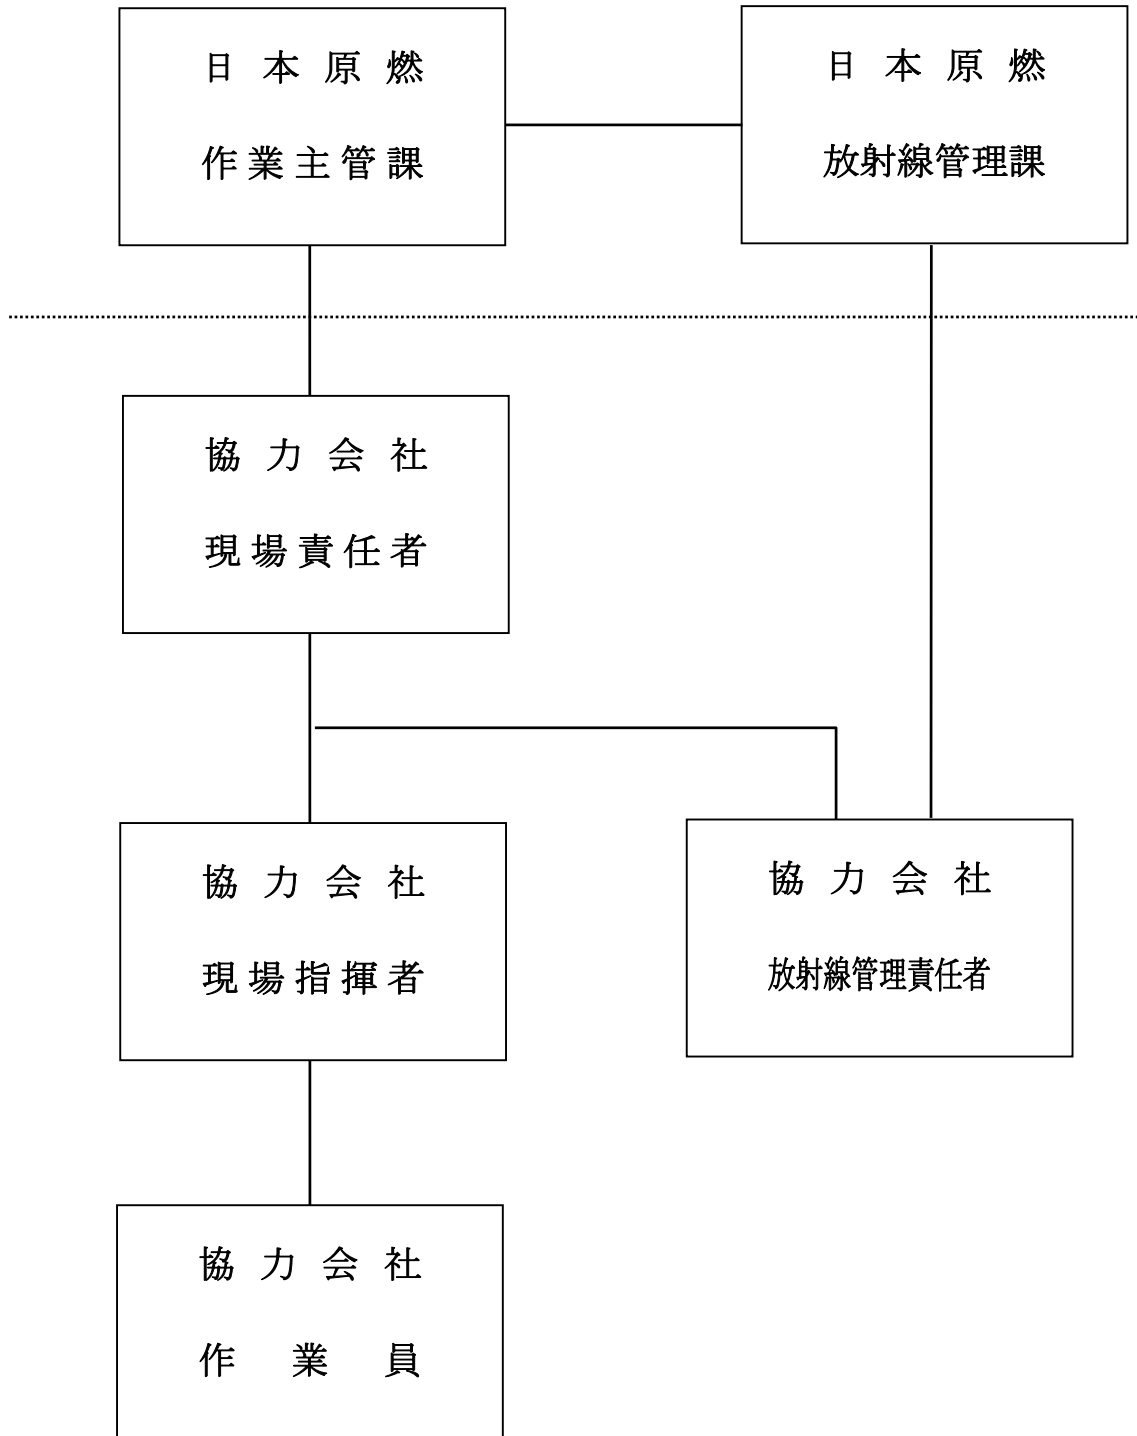 日本原燃
作業主管課
日本原燃
放射線管理課
協力会社
現場責任者
協力会社
現場指揮者
協力会社
放射線管理責任者
協力会社
作業員